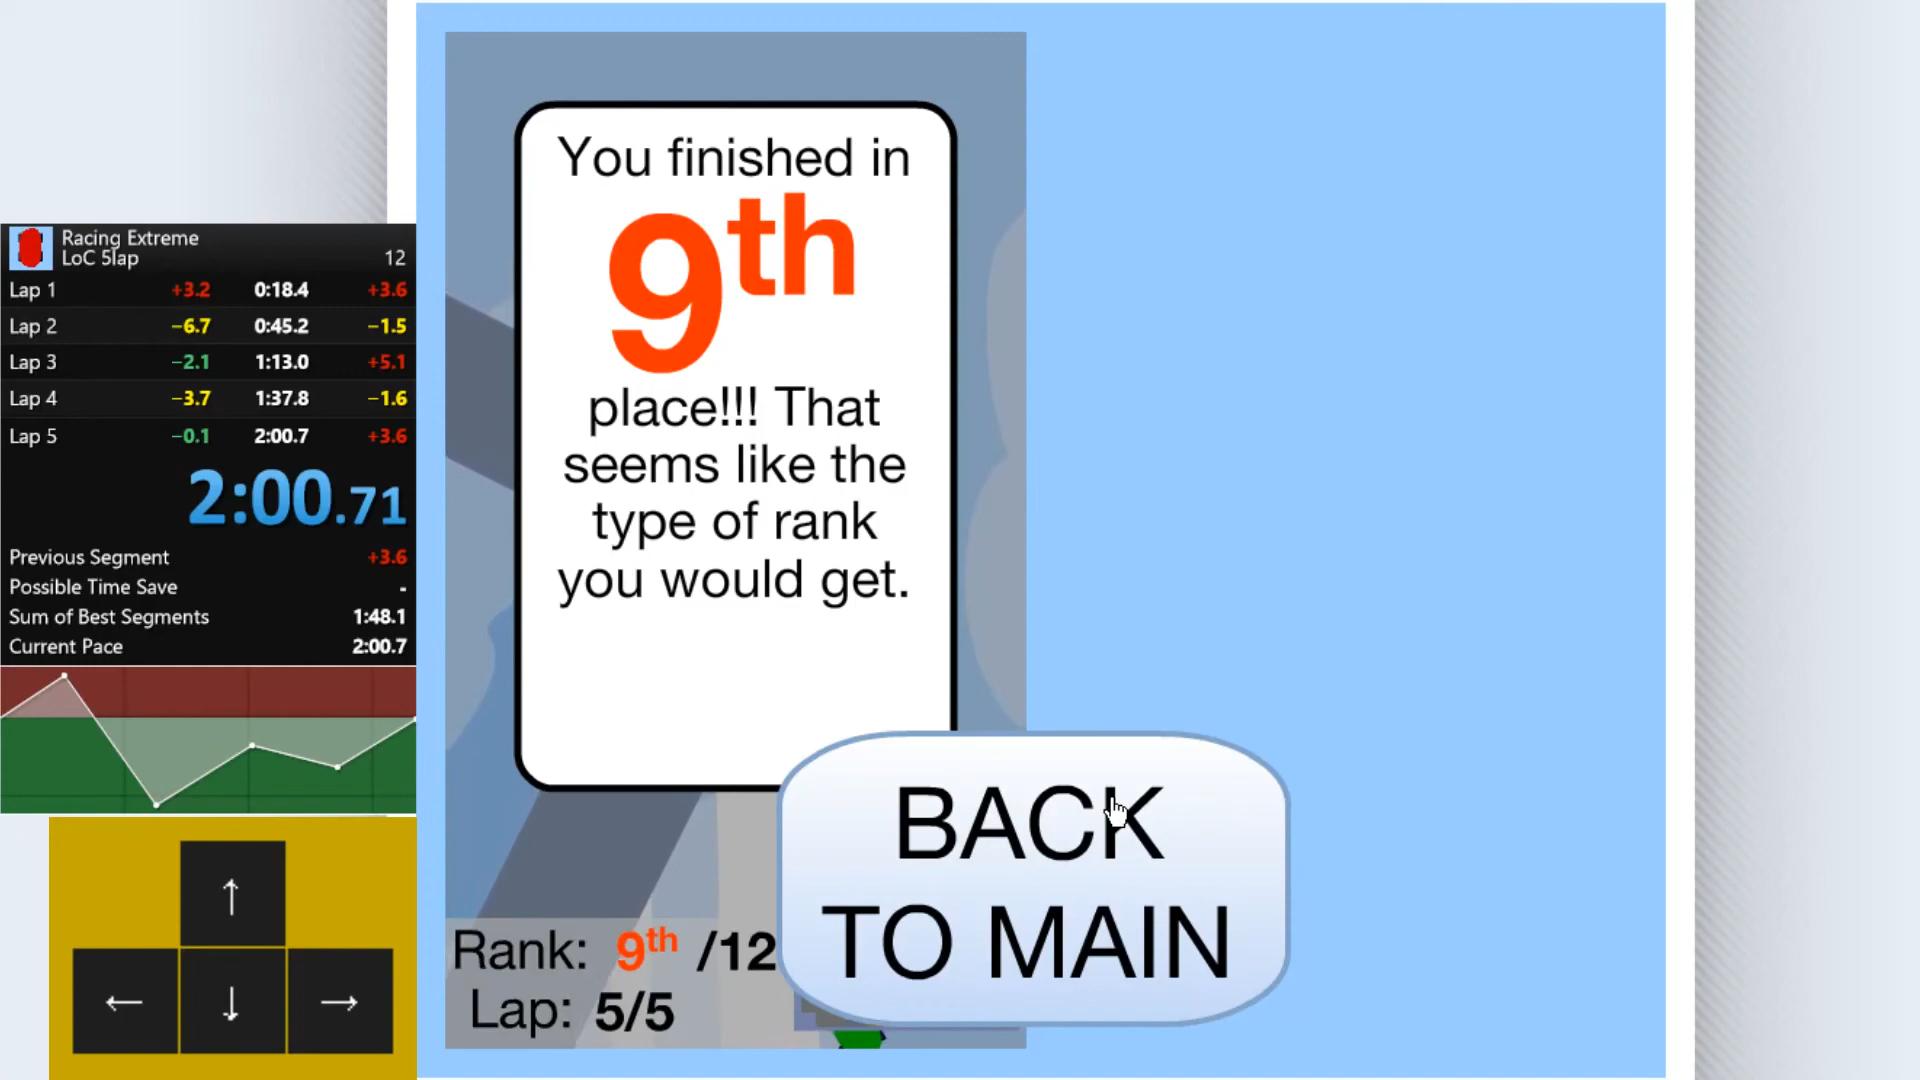 Racing Extreme
LoC 5lap 12
Lap 1 +3.2 0:18.4 +3.6
Lap 2 −6.7 0:45.2 −1.5
Lap 3 −2.1 1:13.0 +5.1
Lap 4 −3.7 1:37.8 −1.6
Lap 5 −0.1 2:00.7 +3.6
2:00.71
Previous Segment +3.6
Possible Time Save -
Sum of Best Segments 1:48.1
Current Pace 2:00.7
↑
← ↓ →
You finished in
9th
place!!! That
seems like the
type of rank
you would get.
BACK
TO MAIN
Rank: 9th /12
Lap: 5/5